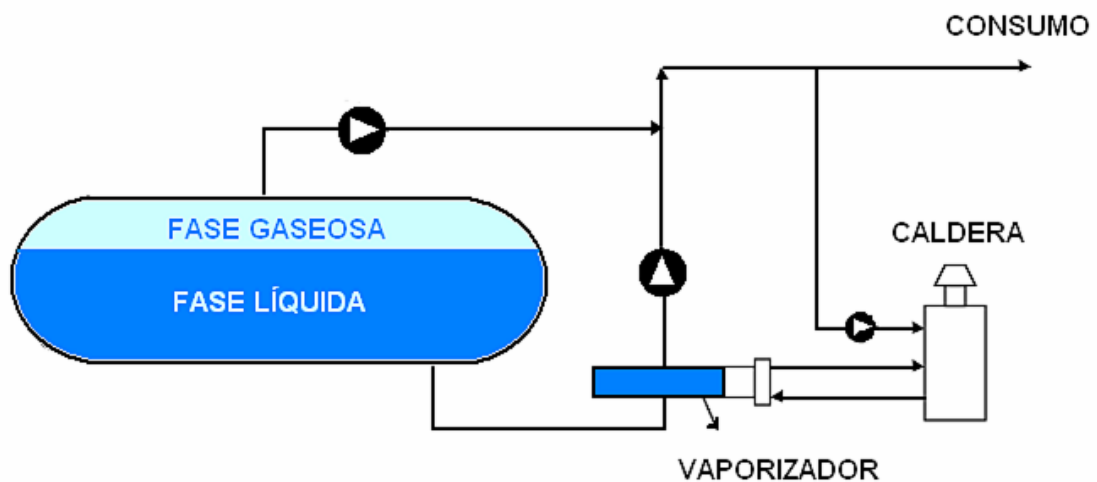 CONSUMO
FASE GASEOSA
CALDERA
FASE LÍQUIDA
VAPORIZADOR